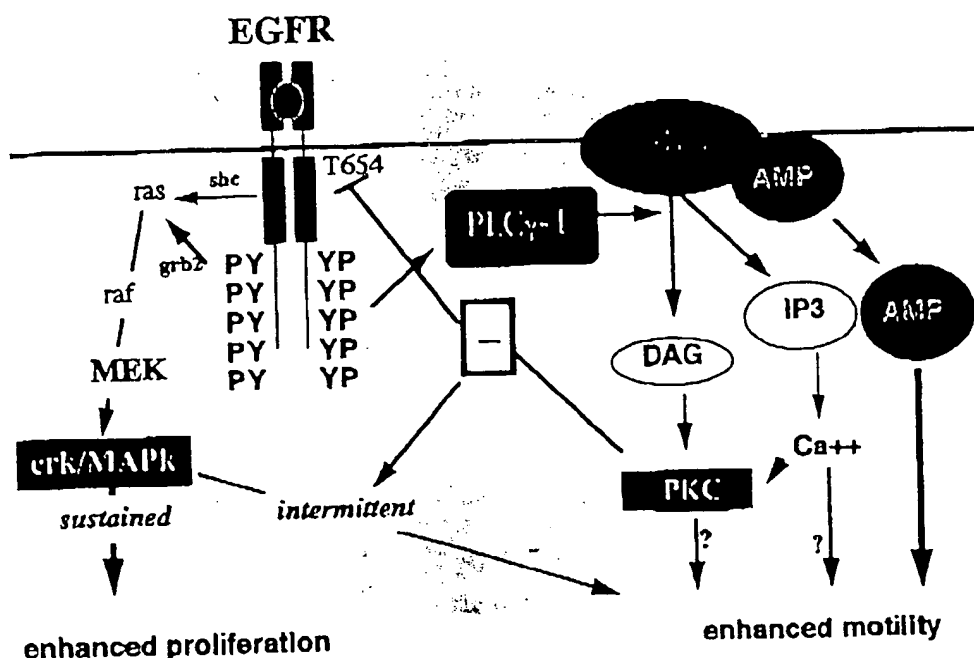 EGFR
T654
AMP
shc
ras
PLCγ-1
grb2
PY YP
PY YP
PY YP
PY YP
PY YP
raf
IP3
AMP
DAG
MEK
Ca++
erk/MAPk
PKC
sustained
intermittent
?
?
enhanced proliferation
enhanced motility